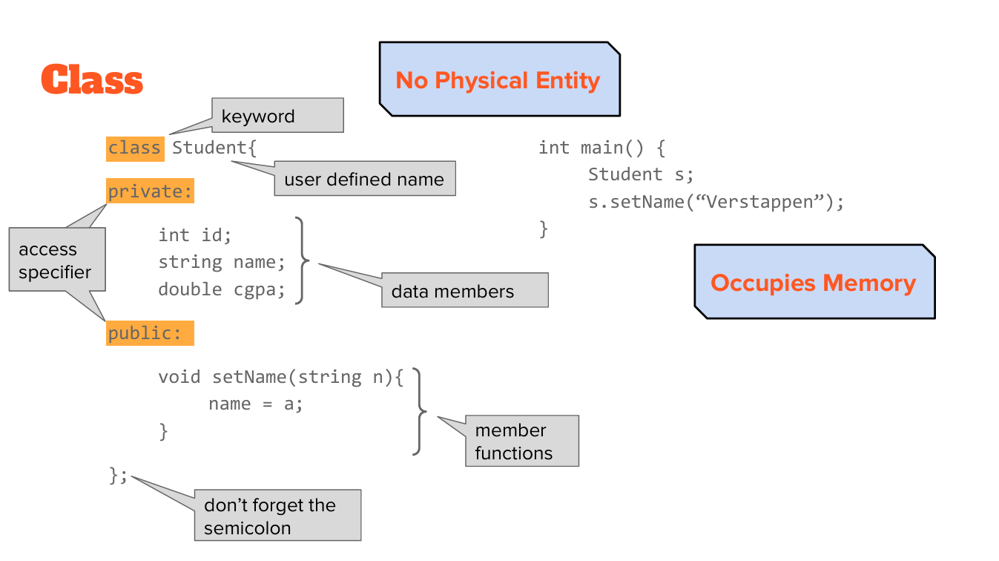 Class
No Physical Entity
keyword
class Student{
user defined name
private:
access
specifier
int id;
string name;
double cgpa;
data members
public:
void setName(string n){
name = a;
}
member
functions
};
don’t forget the
semicolon
int main() {
Student s;
s.setName(“Verstappen”);
}
Occupies Memory